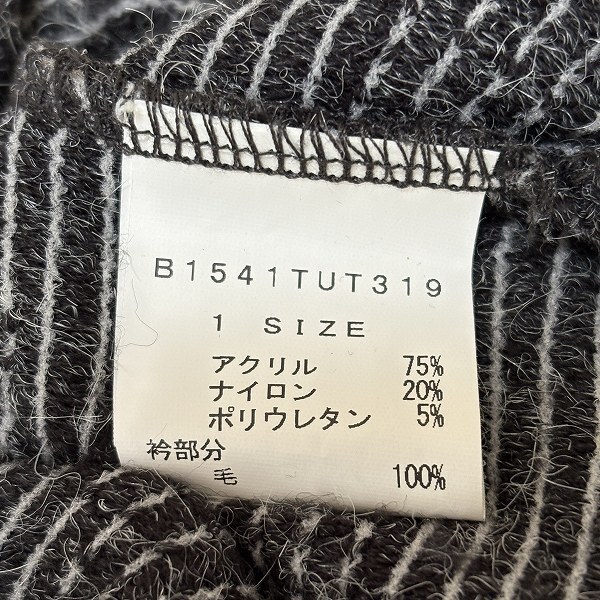 B1541TUT319
1 SIZE
アクリル 75%
ナイロン 20%
ポリウレタン 5%
衿部分
毛 100%